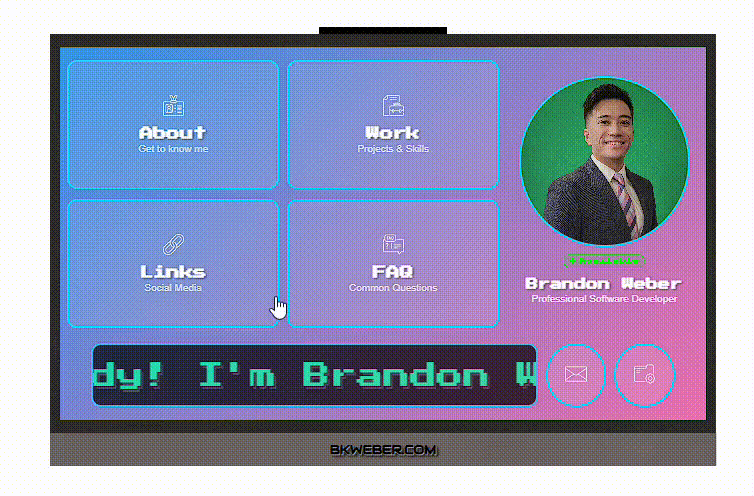 About
Get to know me
Work
Projects & Skills
Links
Social Media
FAQ
Common Questions
Available
Brandon Weber
Professional Software Developer
dy! I'm Brandon W
BKWEBER.COM